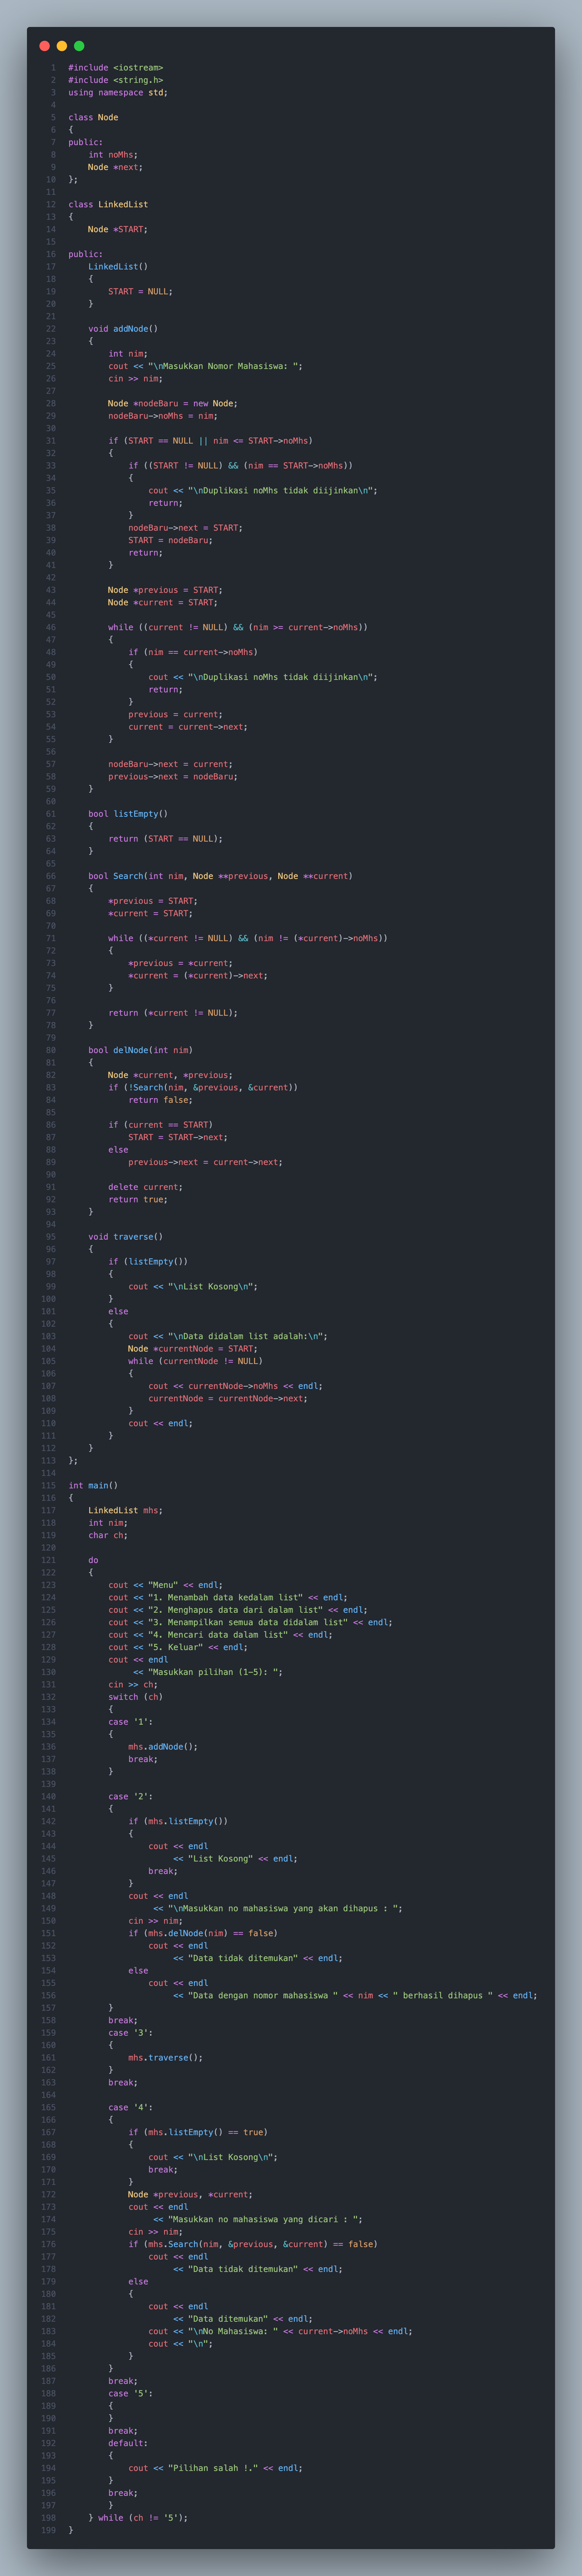 1 #include <iostream>
2 #include <string.h>
3 using namespace std;
4
5 class Node
6 {
7 public:
8     int noMhs;
9     Node *next;
10 };
11
12 class LinkedList
13 {
14     Node *START;
15
16 public:
17     LinkedList()
18     {
19         START = NULL;
20     }
21
22     void addNode()
23     {
24         int nim;
25         cout << "\nMasukkan Nomor Mahasiswa: ";
26         cin >> nim;
27
28         Node *nodeBaru = new Node;
29         nodeBaru->noMhs = nim;
30
31         if (START == NULL || nim <= START->noMhs)
32         {
33             if ((START != NULL) && (nim == START->noMhs))
34             {
35                 cout << "\nDuplikasi noMhs tidak diijinkan\n";
36                 return;
37             }
38             nodeBaru->next = START;
39             START = nodeBaru;
40             return;
41         }
42
43         Node *previous = START;
44         Node *current = START;
45
46         while ((current != NULL) && (nim >= current->noMhs))
47         {
48             if (nim == current->noMhs)
49             {
50                 cout << "\nDuplikasi noMhs tidak diijinkan\n";
51                 return;
52             }
53             previous = current;
54             current = current->next;
55         }
56
57         nodeBaru->next = current;
58         previous->next = nodeBaru;
59     }
60
61     bool listEmpty()
62     {
63         return (START == NULL);
64     }
65
66     bool Search(int nim, Node **previous, Node **current)
67     {
68         *previous = START;
69         *current = START;
70
71         while ((*current != NULL) && (nim != (*current)->noMhs))
72         {
73             *previous = *current;
74             *current = (*current)->next;
75         }
76
77         return (*current != NULL);
78     }
79
80     bool delNode(int nim)
81     {
82         Node *current, *previous;
83         if (!Search(nim, &previous, &current))
84             return false;
85
86         if (current == START)
87             START = START->next;
88         else
89             previous->next = current->next;
90
91         delete current;
92         return true;
93     }
94
95     void traverse()
96     {
97         if (listEmpty())
98         {
99             cout << "\nList Kosong\n";
100         }
101         else
102         {
103             cout << "\nData didalam list adalah:\n";
104             Node *currentNode = START;
105             while (currentNode != NULL)
106             {
107                 cout << currentNode->noMhs << endl;
108                 currentNode = currentNode->next;
109             }
110             cout << endl;
111         }
112     }
113 };
114
115 int main()
116 {
117     LinkedList mhs;
118     int nim;
119     char ch;
120
121     do
122     {
123         cout << "Menu" << endl;
124         cout << "1. Menambah data kedalam list" << endl;
125         cout << "2. Menghapus data dari dalam list" << endl;
126         cout << "3. Menampilkan semua data didalam list" << endl;
127         cout << "4. Mencari data dalam list" << endl;
128         cout << "5. Keluar" << endl;
129         cout << endl
130              << "Masukkan pilihan (1-5): ";
131         cin >> ch;
132         switch (ch)
133         {
134         case '1':
135         {
136             mhs.addNode();
137             break;
138         }
139
140         case '2':
141         {
142             if (mhs.listEmpty())
143             {
144                 cout << endl
145                      << "List Kosong" << endl;
146                 break;
147             }
148             cout << endl
149                  << "\nMasukkan no mahasiswa yang akan dihapus : ";
150             cin >> nim;
151             if (mhs.delNode(nim) == false)
152                 cout << endl
153                      << "Data tidak ditemukan" << endl;
154             else
155                 cout << endl
156                      << "Data dengan nomor mahasiswa " << nim << " berhasil dihapus " << endl;
157         }
158         break;
159         case '3':
160         {
161             mhs.traverse();
162         }
163         break;
164
165         case '4':
166         {
167             if (mhs.listEmpty() == true)
168             {
169                 cout << "\nList Kosong\n";
170                 break;
171             }
172             Node *previous, *current;
173             cout << endl
174                  << "Masukkan no mahasiswa yang dicari : ";
175             cin >> nim;
176             if (mhs.Search(nim, &previous, &current) == false)
177                 cout << endl
178                      << "Data tidak ditemukan" << endl;
179             else
180             {
181                 cout << endl
182                      << "Data ditemukan" << endl;
183                 cout << "\nNo Mahasiswa: " << current->noMhs << endl;
184                 cout << "\n";
185             }
186         }
187         break;
188         case '5':
189         {
190         }
191         break;
192         default:
193         {
194             cout << "Pilihan salah !." << endl;
195         }
196         break;
197         }
198     } while (ch != '5');
199 }